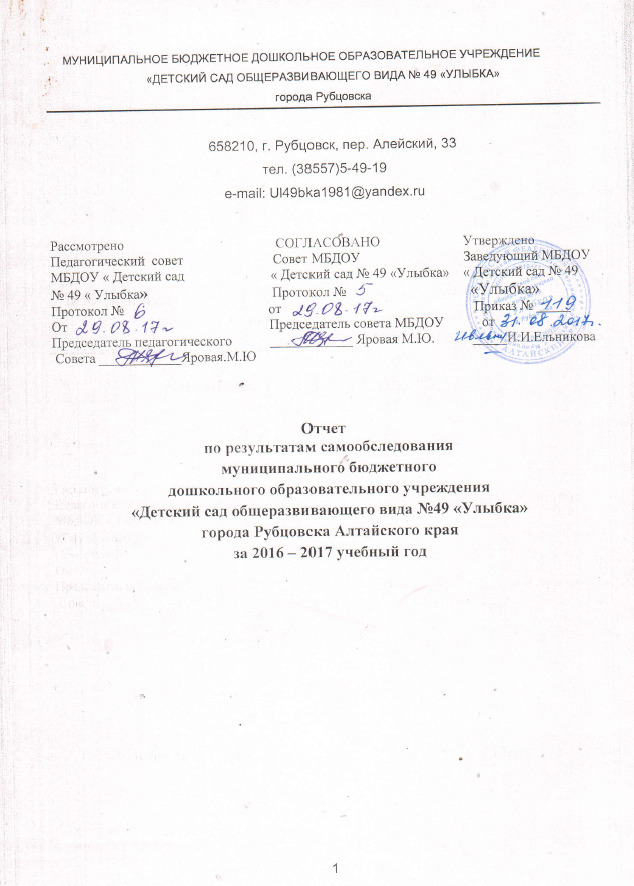 МУНИЦИПАЛЬНОЕ БЮДЖЕТНОЕ ДОШКОЛЬНОЕ ОБРАЗОВАТЕЛЬНОЕ УЧРЕЖДЕНИЕ
«ДЕТСКИЙ САД ОБЩЕРАЗВИВАЮЩЕГО ВИДА № 49 «УЛЫБКА»
города Рубцовска
658210, г. Рубцовск, пер. Алейский, 33
тел. (38557)5-49-19
e-mail: Ul49bka1981@yandex.ru
Рассмотрено
Педагогический совет
МБДОУ « Детский сад
№ 49 « Улыбка»
Протокол № 6
От 29.08.17г
Председатель педагогического
Совета ____________Яровая.М.Ю
СОГЛАСОВАНО
Совет МБДОУ
« Детский сад № 49 «Улыбка»
Протокол № 5
от 29.08.17г
Председатель совета МБДОУ
____________ Яровая М.Ю.
Утверждено
Заведующий МБДОУ
« Детский сад № 49
«Улыбка»
Приказ № 119
от 31.08.2017г.
_____/И.И.Ельникова
АЛТАЙСКИЙ
Отчет
по результатам самообследования
муниципального бюджетного
дошкольного образовательного учреждения
«Детский сад общеразвивающего вида №49 «Улыбка»
города Рубцовска Алтайского края
за 2016 – 2017 учебный год
1